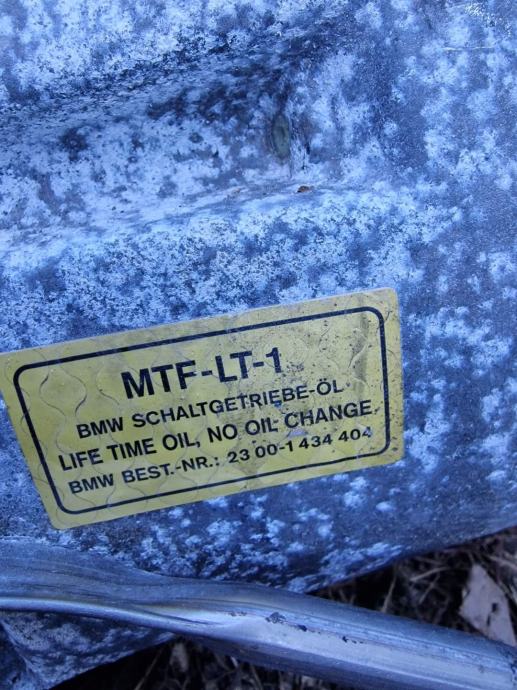 MTF-LT-1
BMW SCHALTGETRIEBE-ÖL
LIFE TIME OIL, NO OIL CHANGE
BMW BEST.-NR.: 23 00-1 434 404